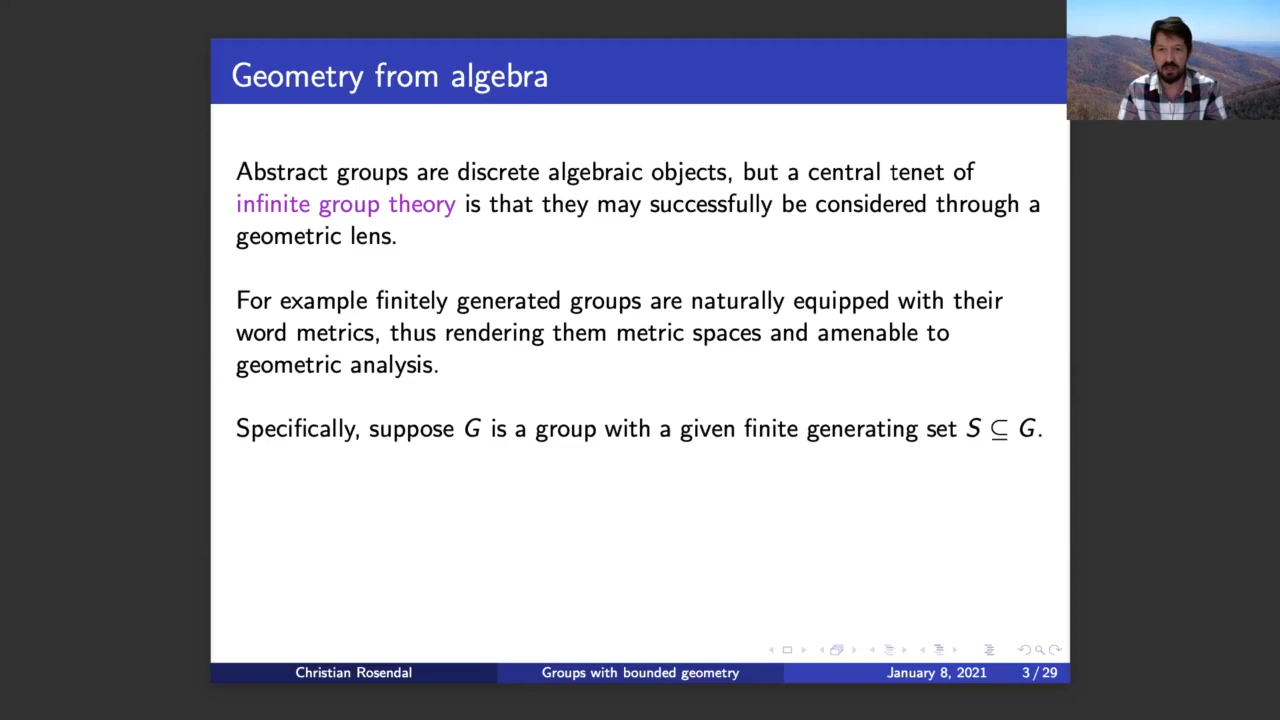 Geometry from algebra
Abstract groups are discrete algebraic objects, but a central tenet of
infinite group theory is that they may successfully be considered through a
geometric lens.
For example finitely generated groups are naturally equipped with their
word metrics, thus rendering them metric spaces and amenable to
geometric analysis.
Specifically, suppose G is a group with a given finite generating set S ⊆ G.
Christian Rosendal
Groups with bounded geometry
January 8, 2021
3 / 29